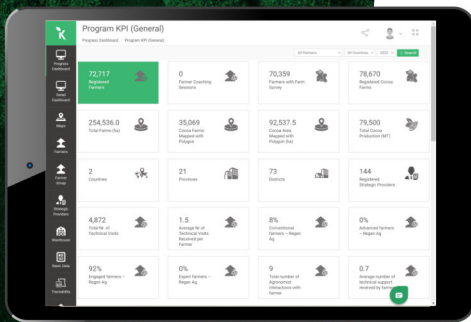 Program KPI (General)
Progress Dashboard Program KPI (General)
All Partners All Countries 2022 Search
Progress
Dashboard
Detail
Dashboard
Maps
Farmers
Farmer
Group
Strategic
Providers
Warehouse
Basic Data
Traceability
72,717
Registered
Farmers
0
Farmer Coaching
Sessions
70,359
Farmers with Farm
Survey
78,670
Registered Cocoa
Farms
254,536.0
Total Farms (ha)
35,069
Cocoa Farms
Mapped with
Polygon
92,537.5
Cocoa Area
Mapped with
Polygon (ha)
79,500
Total Cocoa
Production (MT)
2
Countries
21
Provinces
73
Districts
144
Registered
Strategic Providers
4,872
Total Nr. of
Technical Visits
1.5
Average Nr of
Technical Visits
Received per
Farmer
8%
Conventional
farmers – Regen
Ag
0%
Advanced farmers
– Regen Ag
92%
Engaged farmers –
Regen Ag
0%
Expert farmers –
Regen Ag
9
Total number of
Agronomist
interactions with
farmer
0.7
Average number of
technical support
received by farmer